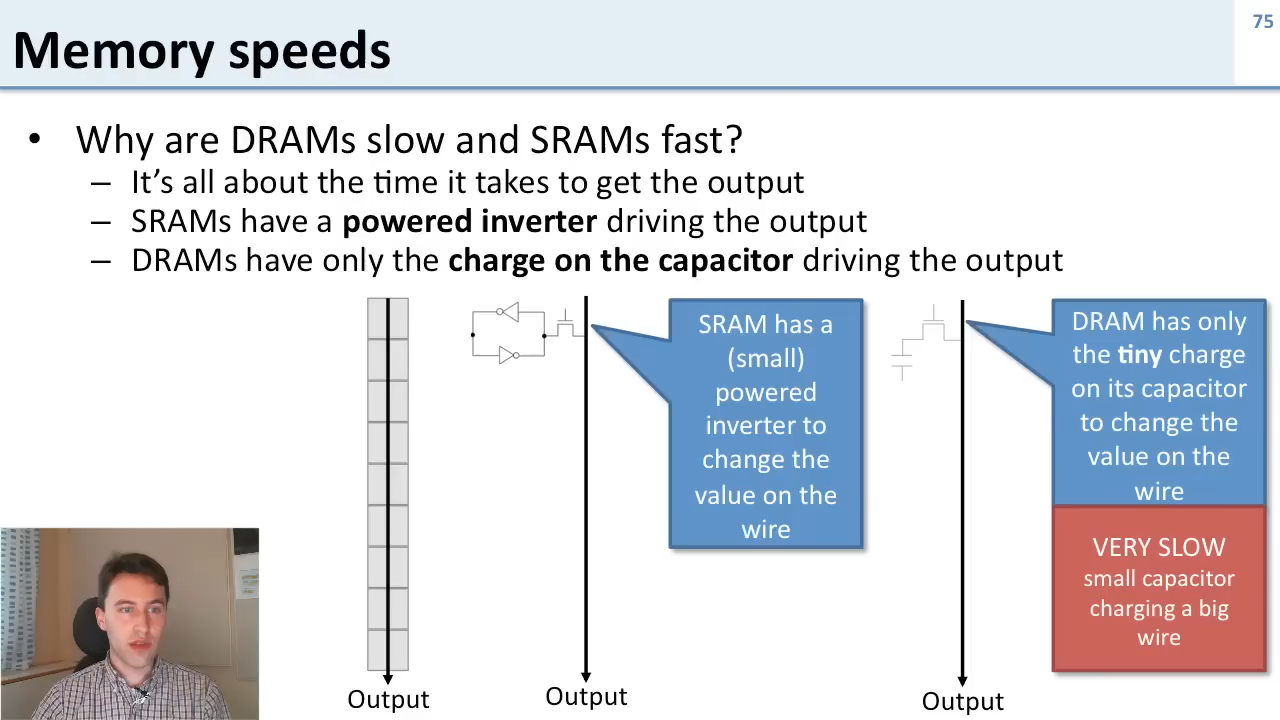 75
Memory speeds
• Why are DRAMs slow and SRAMs fast?
– It’s all about the time it takes to get the output
– SRAMs have a powered inverter driving the output
– DRAMs have only the charge on the capacitor driving the output
SRAM has a
(small)
powered
inverter to
change the
value on the
wire
DRAM has only
the tiny charge
on its capacitor
to change the
value on the
wire
VERY SLOW
small capacitor
charging a big
wire
Output
Output
Output